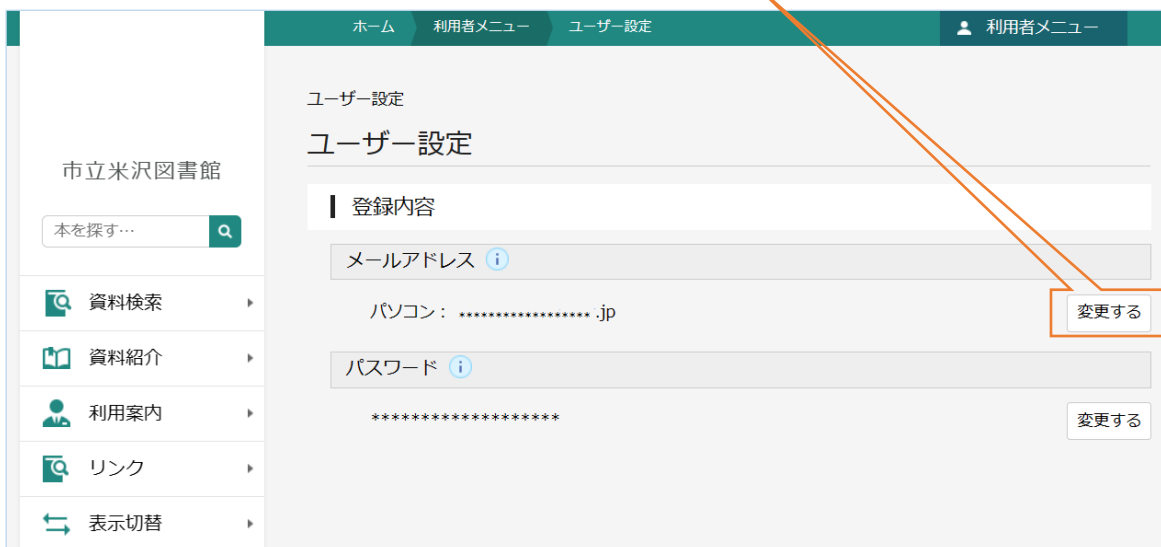 ホーム 利用者メニュー ユーザー設定 利用者メニュー
市立米沢図書館
本を探す…
資料検索
資料紹介
利用案内
リンク
表示切替
ユーザー設定
ユーザー設定
登録内容
メールアドレス i
パソコン： ******************.jp 変更する
パスワード i
******************* 変更する